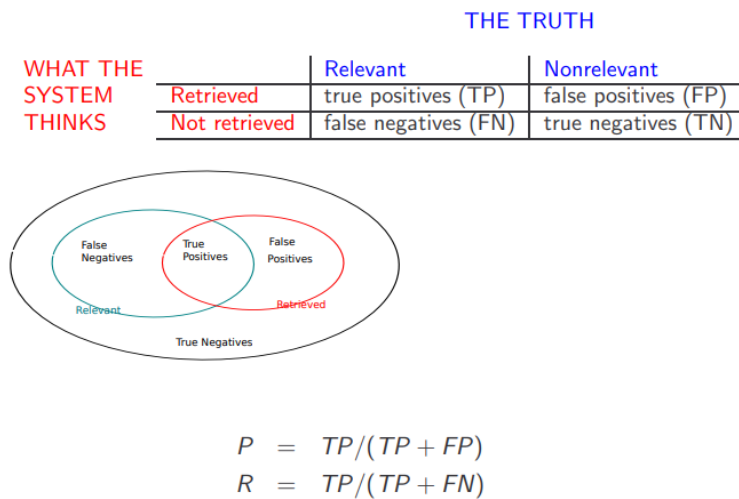 THE TRUTH
WHAT THE
SYSTEM
THINKS
Relevant Nonrelevant
Retrieved true positives (TP) false positives (FP)
Not retrieved false negatives (FN) true negatives (TN)
False
Negatives
True
Positives
False
Positives
Relevant
Retrieved
True Negatives
P = TP/(TP + FP)
R = TP/(TP + FN)